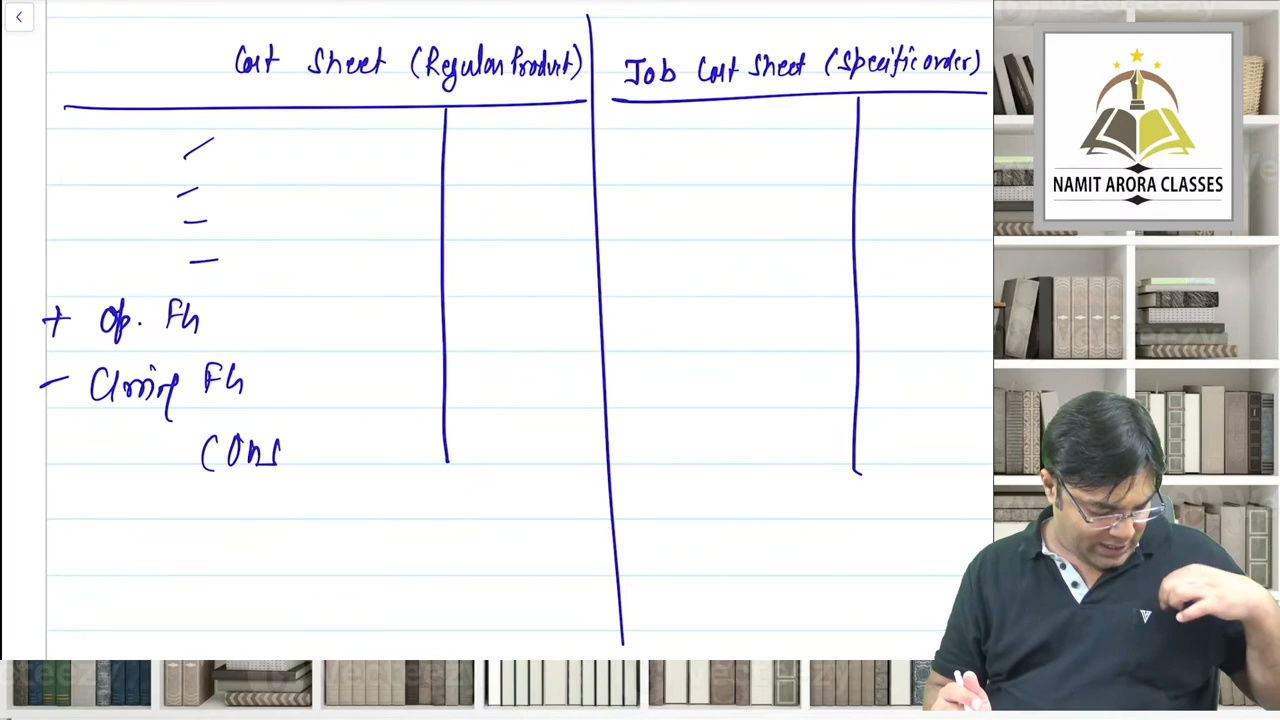 Cost Sheet (Regular Product)
+ Op. FG
- Closing FG
COGS
Job Cost Sheet (Specific order)
NAMIT ARORA CLASSES